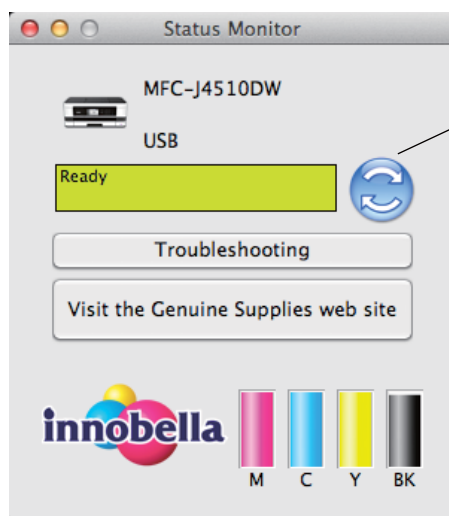 Status Monitor
MFC-J4510DW
USB
Ready
Troubleshooting
Visit the Genuine Supplies web site
innobella
M C Y BK